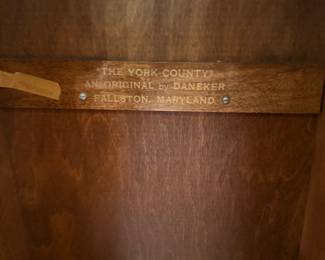 "THE YORK COUNTY"
AN ORIGINAL by DANEKER
FALLSTON, MARYLAND